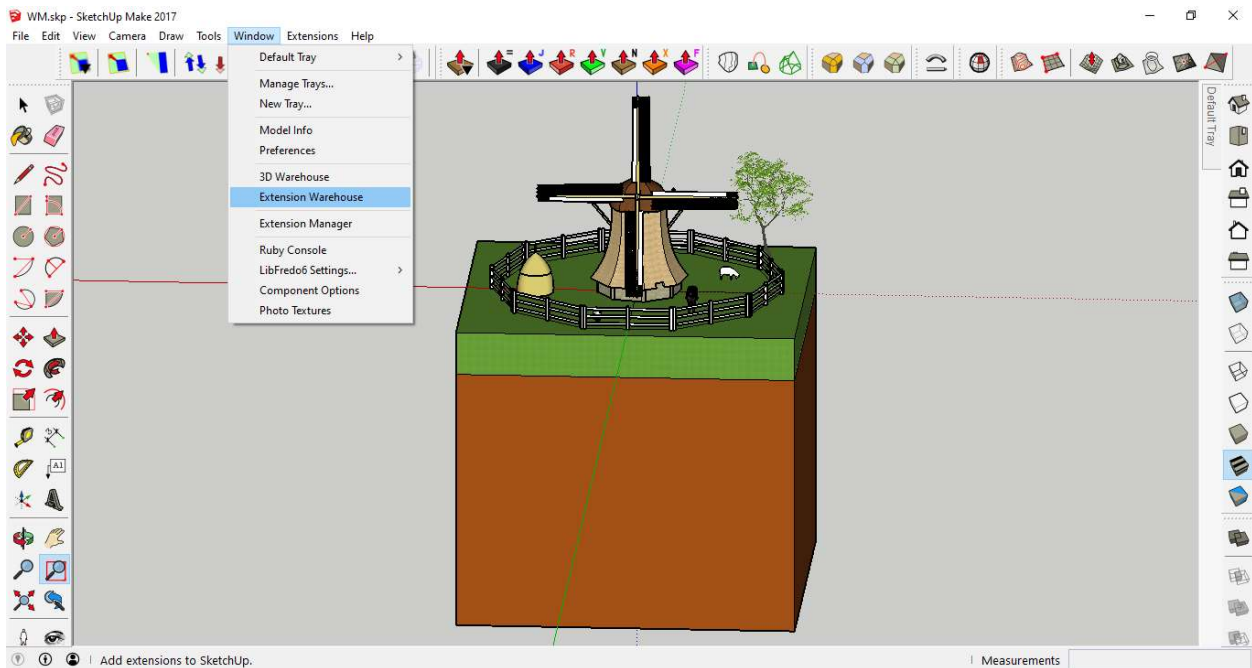 WM.skp - SketchUp Make 2017
File Edit View Camera Draw Tools Window Extensions Help
Default Tray
Manage Trays...
New Tray...
Model Info
Preferences
3D Warehouse
Extension Warehouse
Extension Manager
Ruby Console
LibFredo6 Settings...
Component Options
Photo Textures
= J R V N X F
Default Tray
A1
Add extensions to SketchUp.
Measurements